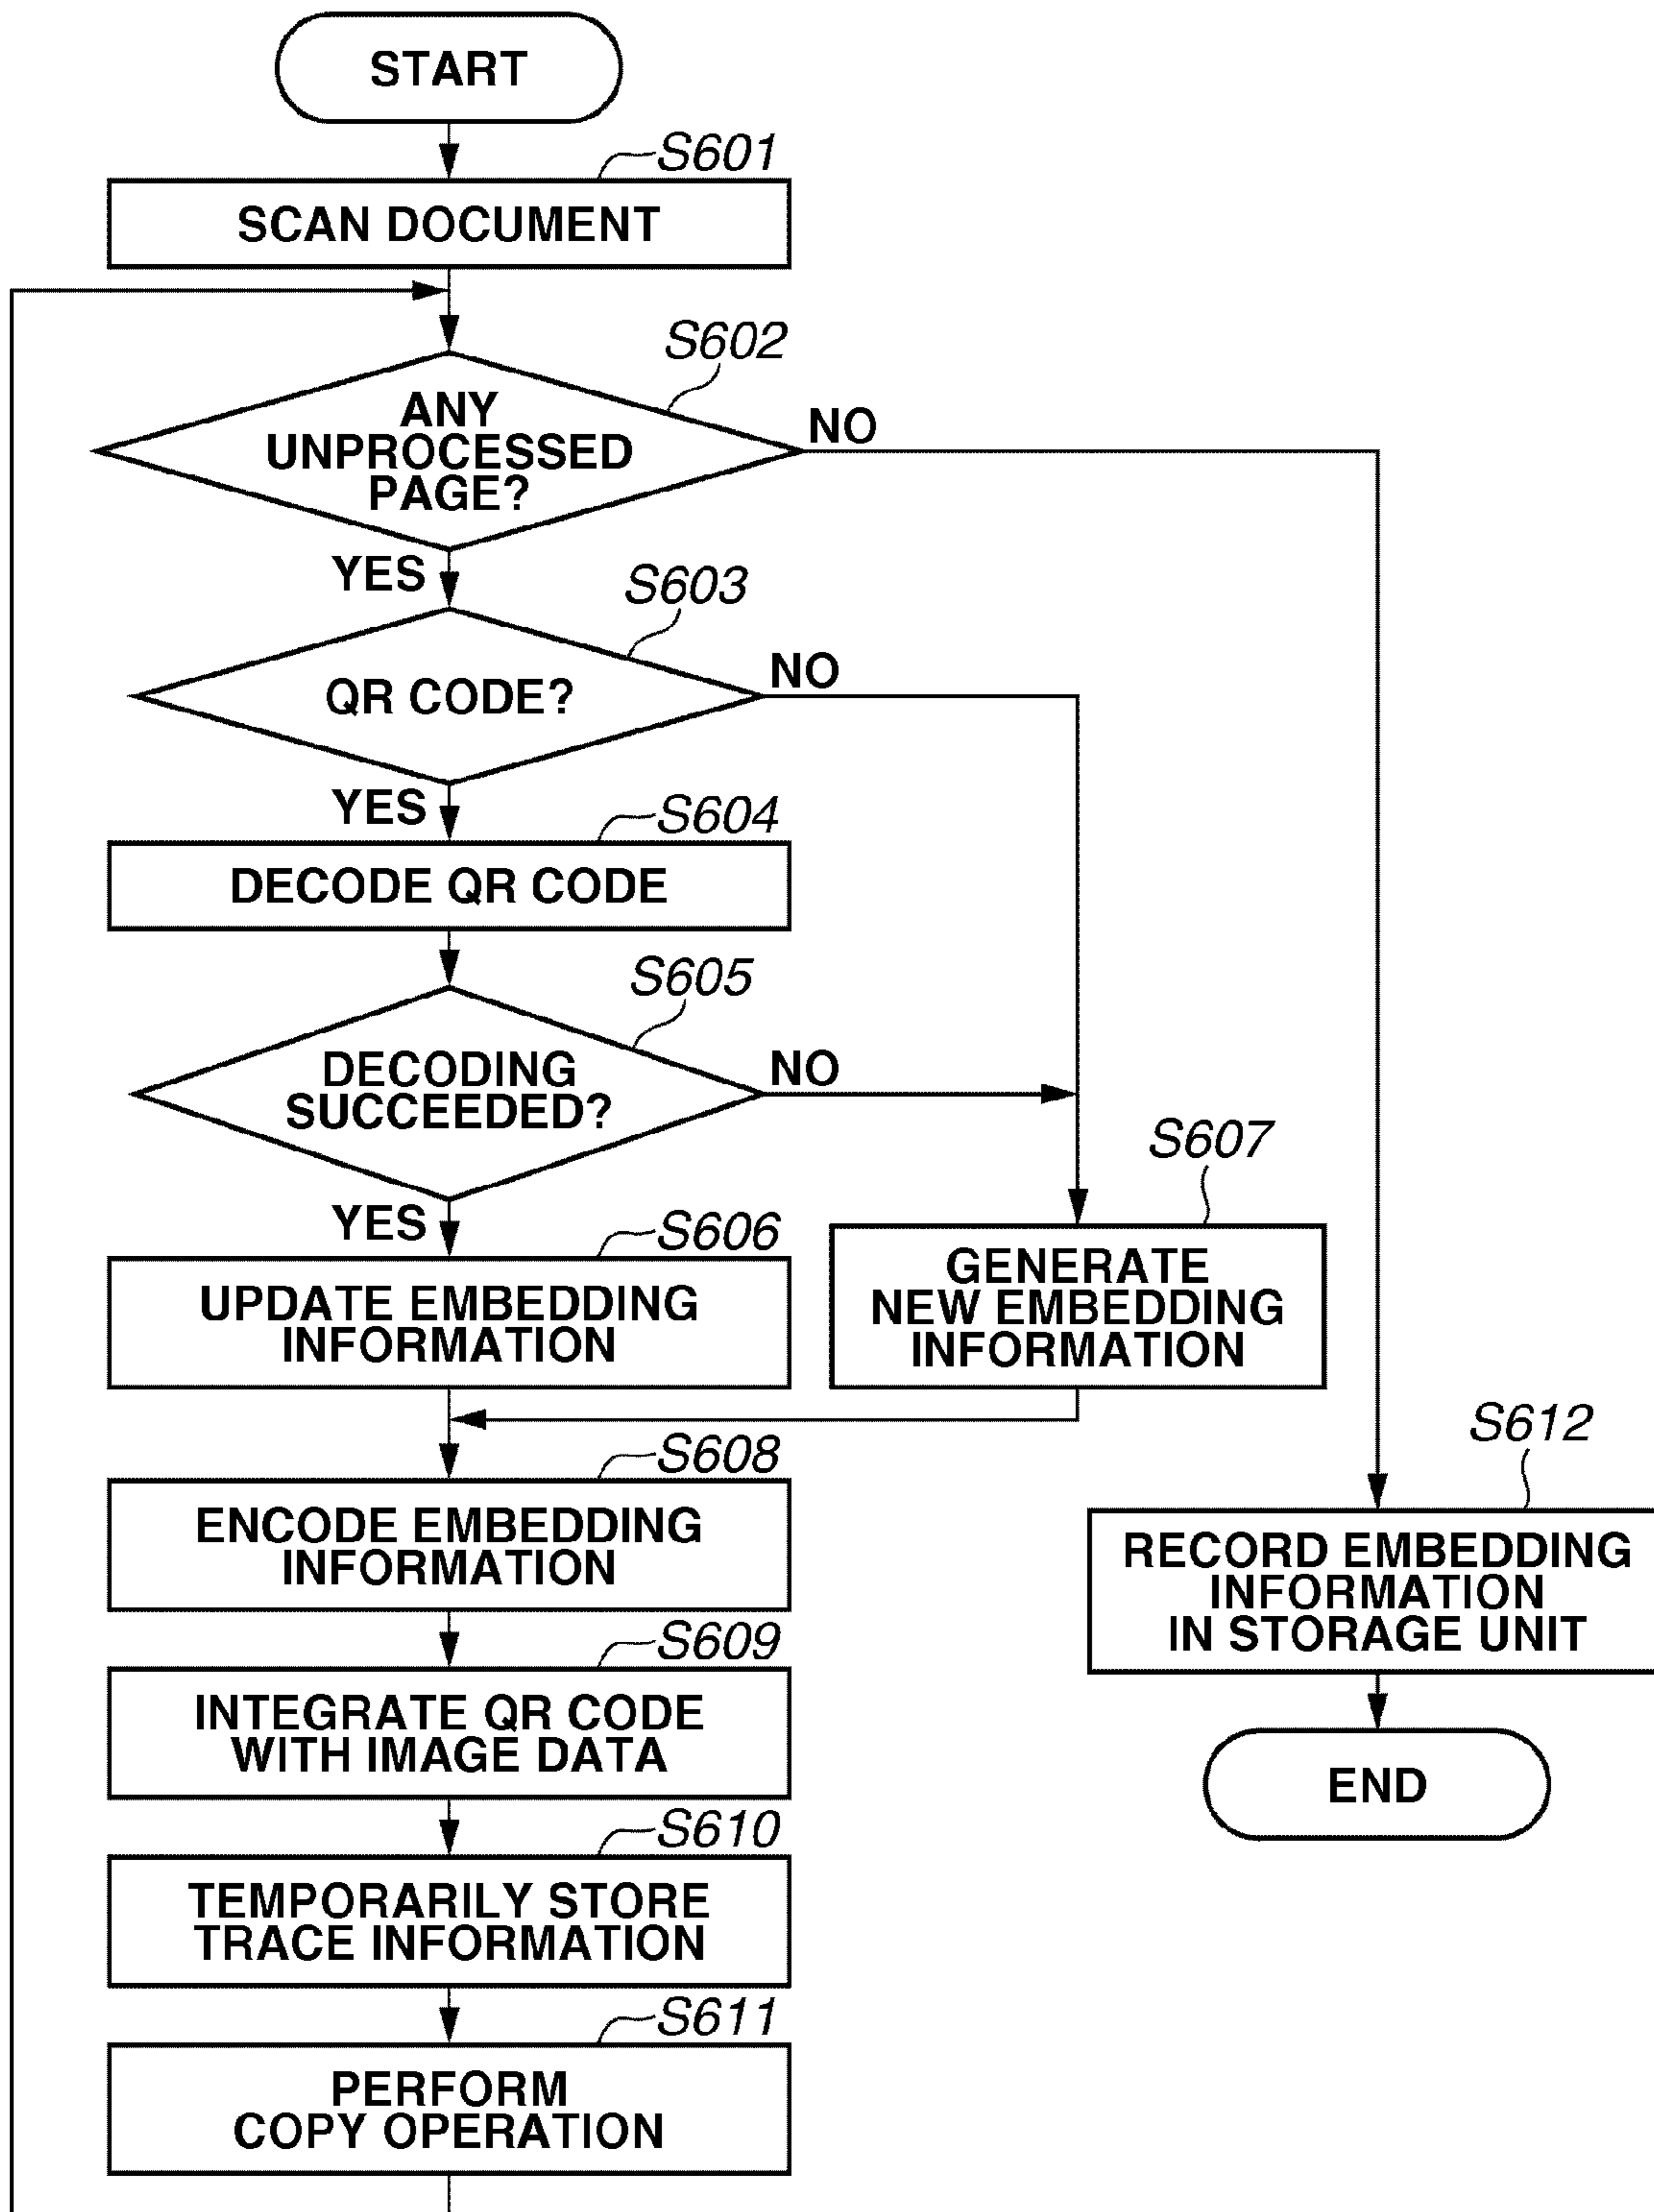 START
S601
SCAN DOCUMENT
S602
ANY
UNPROCESSED
PAGE?
NO
YES
S603
QR CODE?
NO
YES
S604
DECODE QR CODE
S605
DECODING
SUCCEEDED?
NO
YES
S606
UPDATE EMBEDDING
INFORMATION
S607
GENERATE
NEW EMBEDDING
INFORMATION
S608
ENCODE EMBEDDING
INFORMATION
S609
INTEGRATE QR CODE
WITH IMAGE DATA
S610
TEMPORARILY STORE
TRACE INFORMATION
S611
PERFORM
COPY OPERATION
S612
RECORD EMBEDDING
INFORMATION
IN STORAGE UNIT
END